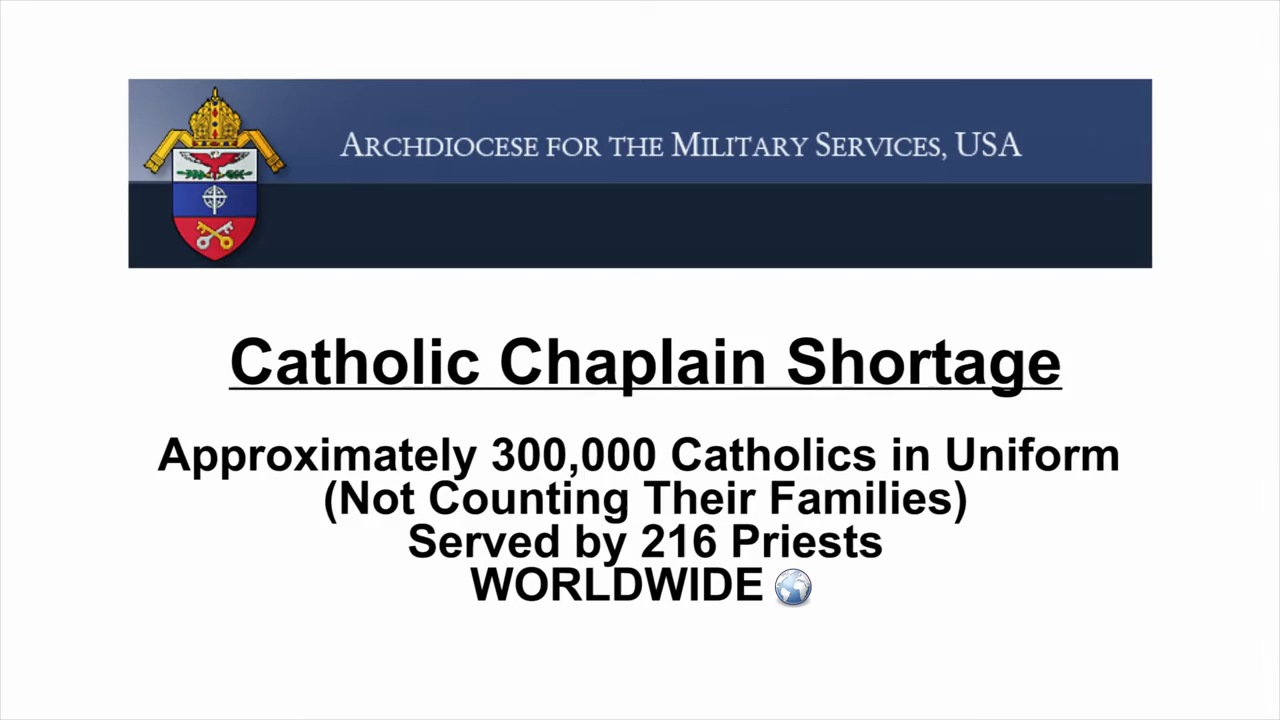 ARCHDIOCESE FOR THE MILITARY SERVICES, USA
Catholic Chaplain Shortage
Approximately 300,000 Catholics in Uniform
(Not Counting Their Families)
Served by 216 Priests
WORLDWIDE